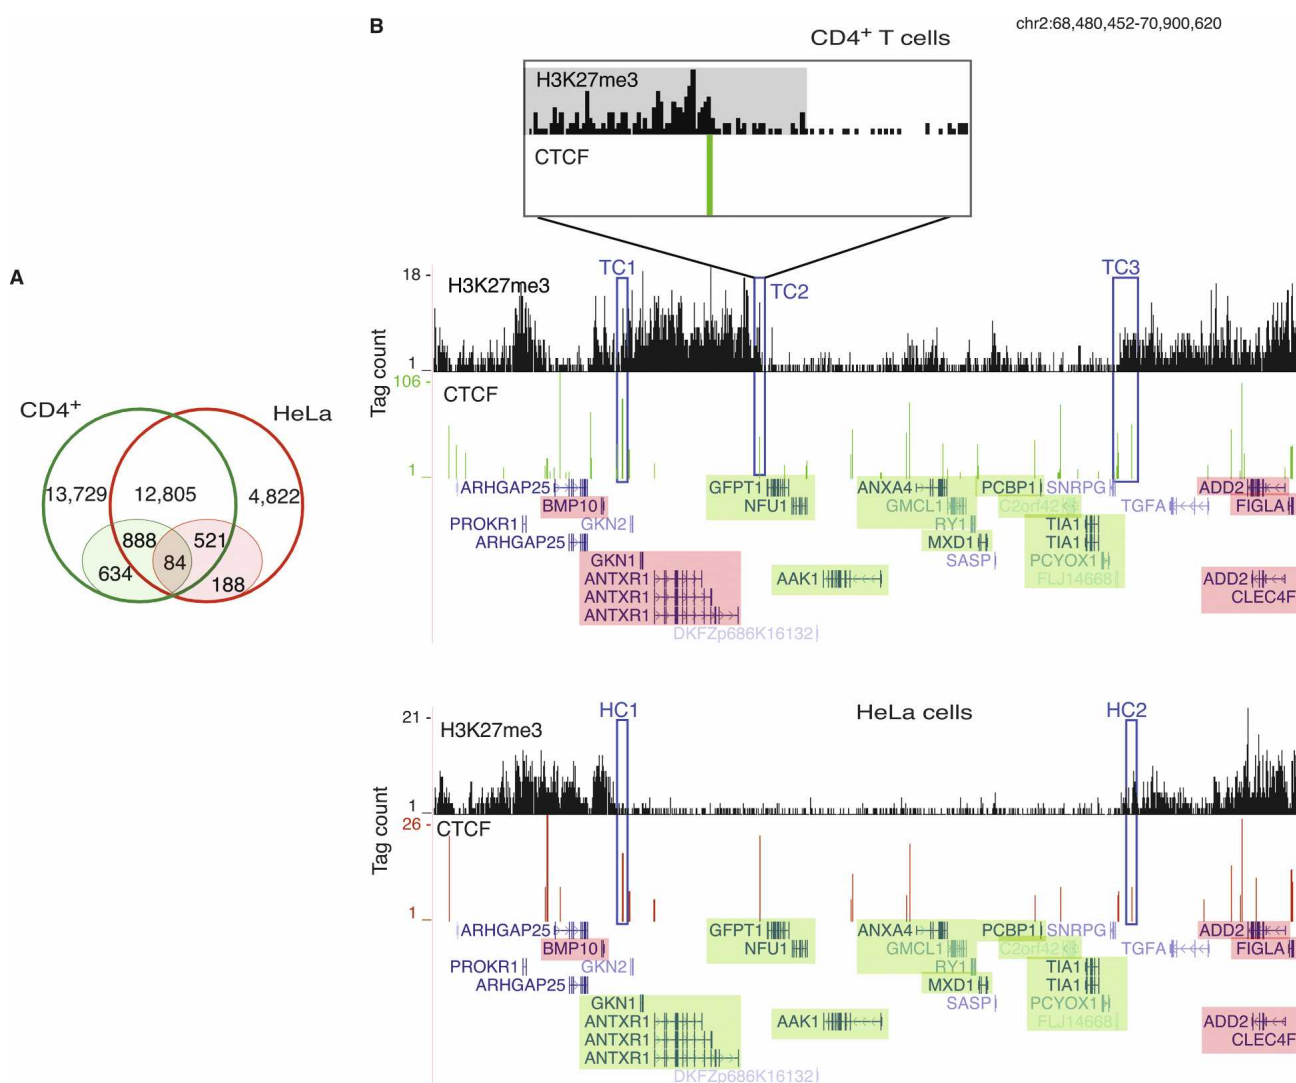 B
chr2:68,480,452-70,900,620
CD4+ T cells
H3K27me3
CTCF
A
CD4+
HeLa
13,729
12,805
4,822
888
521
84
634
188
TC1
TC2
TC3
18 -
H3K27me3
1 _
Tag count
106 -
CTCF
1 _
ARHGAP25
GFPT1
ANXA4
PCBP1
SNRPG
ADD2
BMP10
NFU1
GMCL1
C2orf42
TGFA
FIGLA
PROKR1
GKN2
RY1
TIA1
ARHGAP25
MXD1
TIA1
GKN1
SASP
PCYOX1
ANTXR1
AAK1
FLJ14668
ADD2
ANTXR1
CLEC4F
ANTXR1
DKFZp686K16132
HC1
HeLa cells
HC2
21 -
H3K27me3
1 _
Tag count
26 -
CTCF
1 _
ARHGAP25
GFPT1
ANXA4
PCBP1
SNRPG
ADD2
BMP10
NFU1
GMCL1
C2orf42
TGFA
FIGLA
PROKR1
GKN2
RY1
TIA1
ARHGAP25
MXD1
TIA1
GKN1
SASP
PCYOX1
ANTXR1
AAK1
FLJ14668
ADD2
ANTXR1
CLEC4F
ANTXR1
DKFZp686K16132